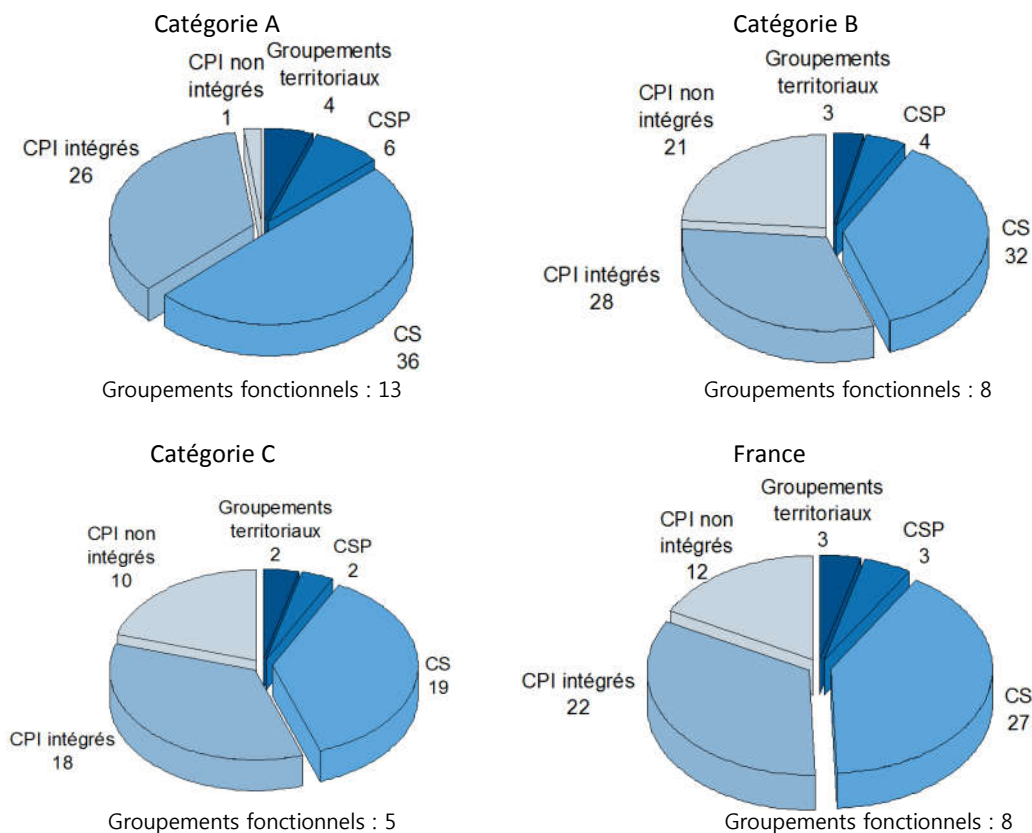 Catégorie A
CPI non
intégrés
1
Groupements
territoriaux
4
CSP
6
CPI intégrés
26
CS
36
Groupements fonctionnels : 13
Catégorie B
CPI non
intégrés
21
Groupements
territoriaux
3
CSP
4
CS
32
CPI intégrés
28
Groupements fonctionnels : 8
Catégorie C
CPI non
intégrés
10
Groupements
territoriaux
2
CSP
2
CS
19
CPI intégrés
18
Groupements fonctionnels : 5
France
CPI non
intégrés
12
Groupements
territoriaux
3
CSP
3
CPI intégrés
22
CS
27
Groupements fonctionnels : 8